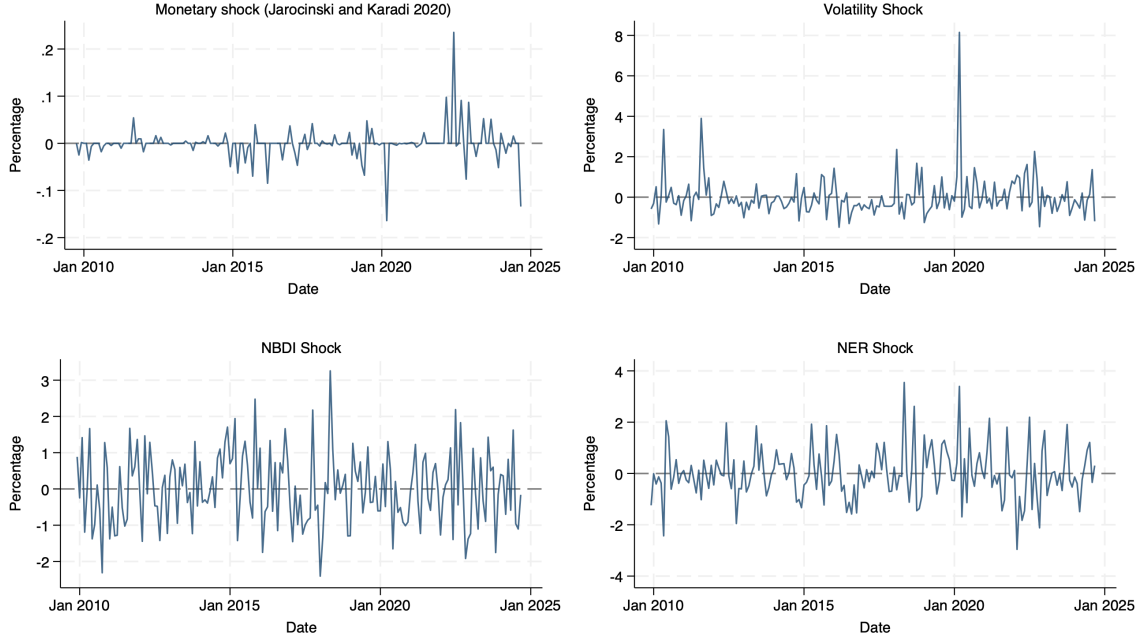 Monetary shock (Jarocinski and Karadi 2020)
Percentage
.2
.1
0
-.1
-.2
Jan 2010 Jan 2015 Jan 2020 Jan 2025
Date
Volatility Shock
Percentage
8
6
4
2
0
-2
Jan 2010 Jan 2015 Jan 2020 Jan 2025
Date
NBDI Shock
Percentage
3
2
1
0
-1
-2
Jan 2010 Jan 2015 Jan 2020 Jan 2025
Date
NER Shock
Percentage
4
2
0
-2
-4
Jan 2010 Jan 2015 Jan 2020 Jan 2025
Date